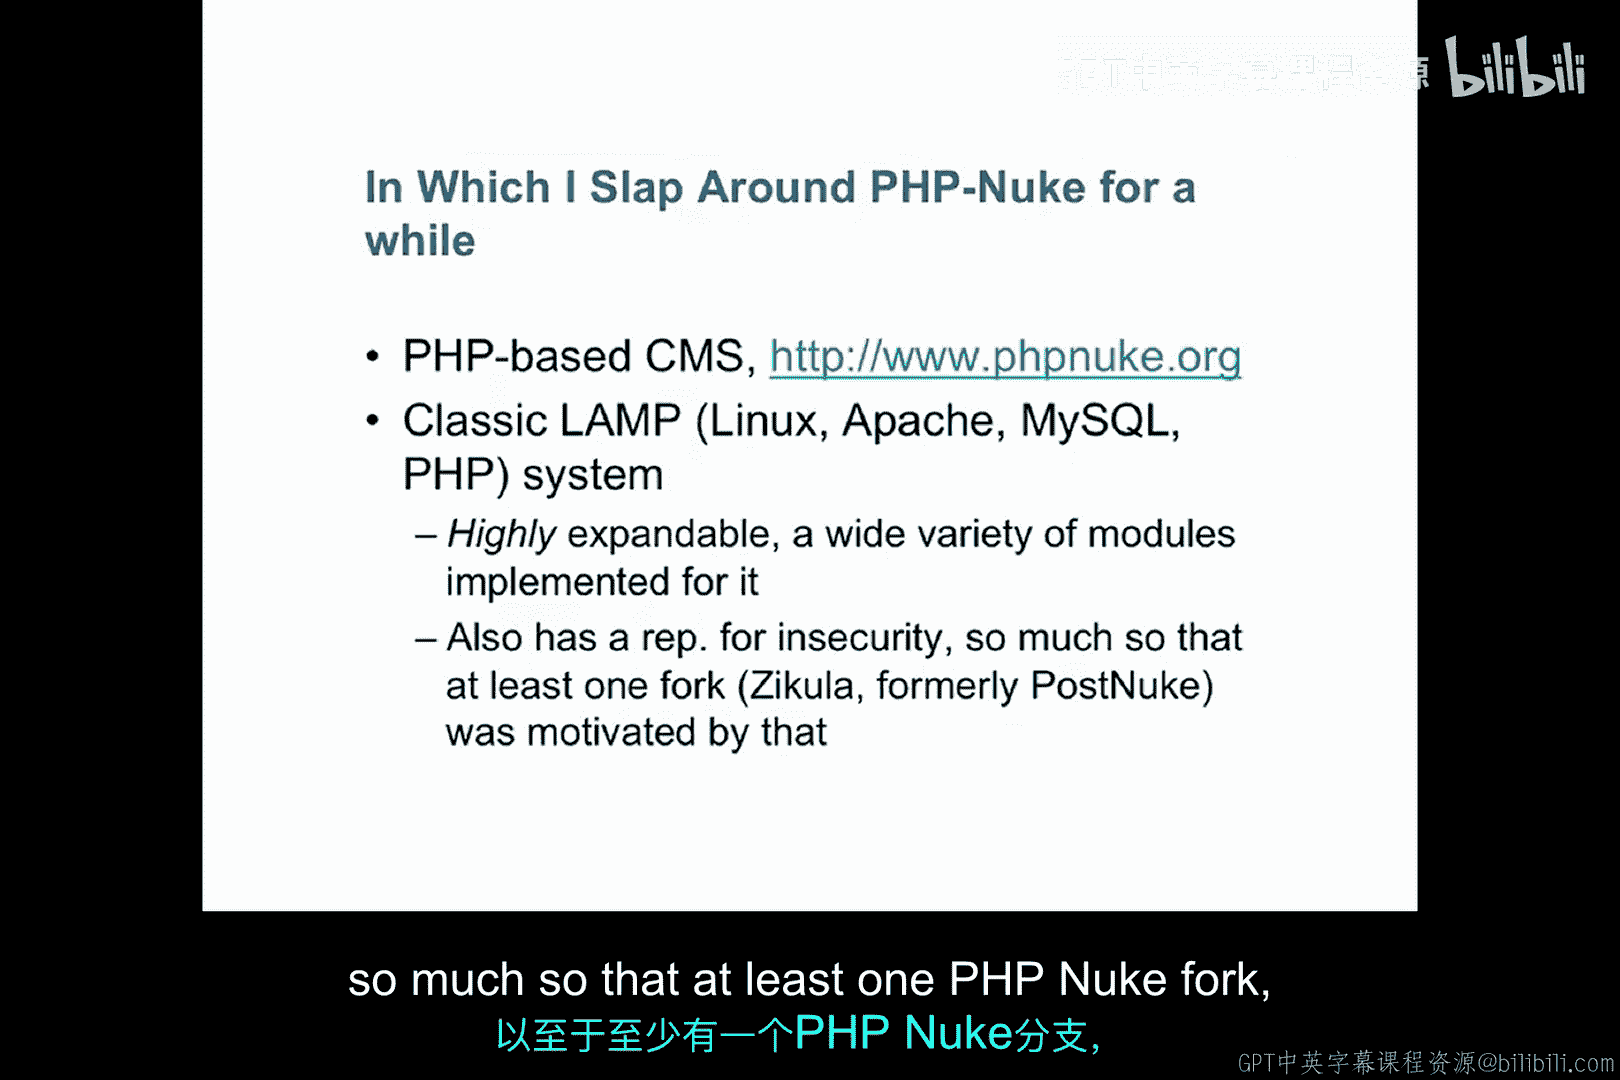 bilibili
In Which I Slap Around PHP-Nuke for a
while
• PHP-based CMS, http://www.phpnuke.org
• Classic LAMP (Linux, Apache, MySQL,
PHP) system
– Highly expandable, a wide variety of modules
implemented for it
– Also has a rep. for insecurity, so much so that
at least one fork (Zikula, formerly PostNuke)
was motivated by that
so much so that at least one PHP Nuke fork,
以至于至少有一个PHP Nuke分支，
GPT中英字幕课程资源@bilibili.com